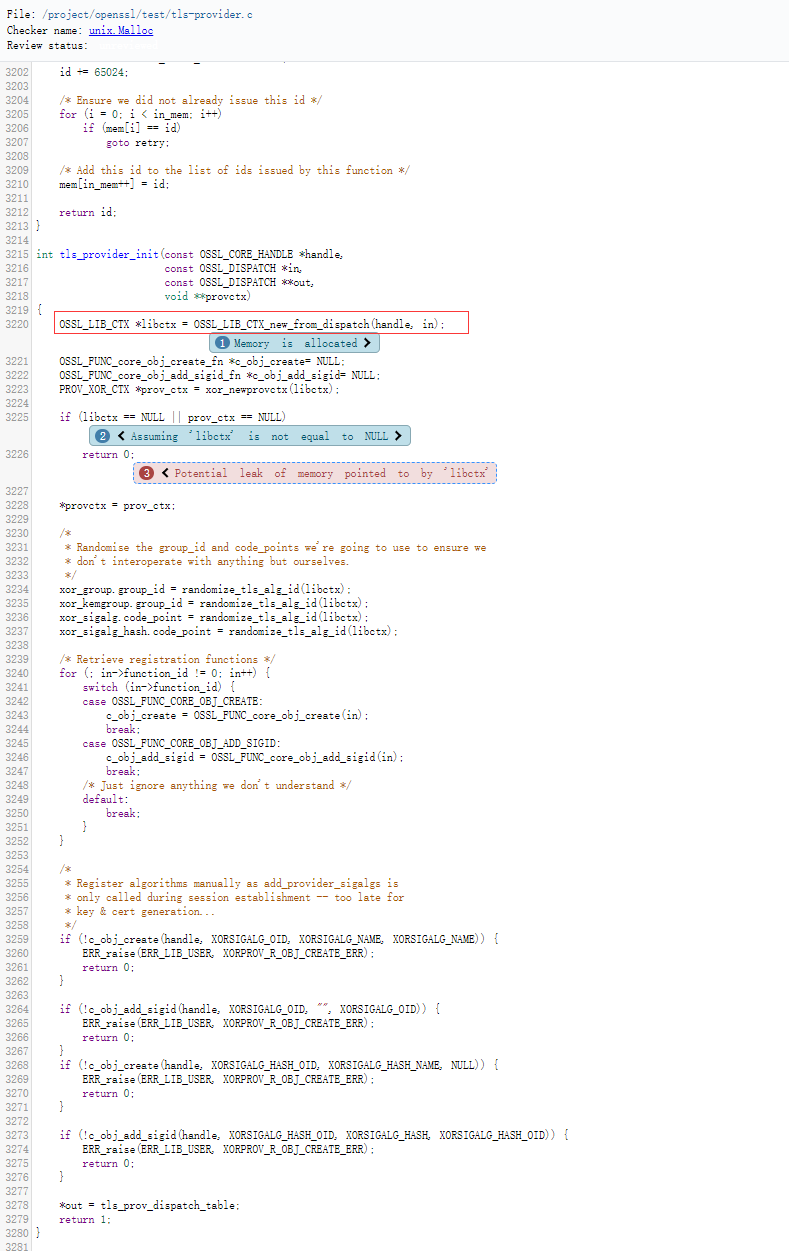 File: /project/openssl/test/tls-provider.c
Checker name: unix.Malloc
Review status:
3202 id += 65024;
3203
3204 /* Ensure we did not already issue this id */
3205 for (i = 0; i < in_mem; i++)
3206 if (mem[i] == id)
3207 goto retry;
3208
3209 /* Add this id to the list of ids issued by this function */
3210 mem[in_mem++] = id;
3211
3212 return id;
3213 }
3214
3215 int tls_provider_init(const OSSL_CORE_HANDLE *handle,
3216 const OSSL_DISPATCH *in,
3217 const OSSL_DISPATCH **out,
3218 void **provctx)
3219 {
3220 OSSL_LIB_CTX *libctx = OSSL_LIB_CTX_new_from_dispatch(handle, in);
1 Memory is allocated >
3221 OSSL_FUNC_core_obj_create_fn *c_obj_create= NULL;
3222 OSSL_FUNC_core_obj_add_sigid_fn *c_obj_add_sigid= NULL;
3223 PROV_XOR_CTX *prov_ctx = xor_newprovctx(libctx);
3224
3225 if (libctx == NULL || prov_ctx == NULL)
2 < Assuming 'libctx' is not equal to NULL >
3226 return 0;
3 < Potential leak of memory pointed to by 'libctx'
3227
3228 *provctx = prov_ctx;
3229
3230 /*
3231 * Randomise the group_id and code_points we're going to use to ensure we
3232 * don't interoperate with anything but ourselves.
3233 */
3234 xor_group.group_id = randomize_tls_alg_id(libctx);
3235 xor_kemgroup.group_id = randomize_tls_alg_id(libctx);
3236 xor_sigalg.code_point = randomize_tls_alg_id(libctx);
3237 xor_sigalg_hash.code_point = randomize_tls_alg_id(libctx);
3238
3239 /* Retrieve registration functions */
3240 for (; in->function_id != 0; in++) {
3241 switch (in->function_id) {
3242 case OSSL_FUNC_CORE_OBJ_CREATE:
3243 c_obj_create = OSSL_FUNC_core_obj_create(in);
3244 break;
3245 case OSSL_FUNC_CORE_OBJ_ADD_SIGID:
3246 c_obj_add_sigid = OSSL_FUNC_core_obj_add_sigid(in);
3247 break;
3248 /* Just ignore anything we don't understand */
3249 default:
3250 break;
3251 }
3252 }
3253
3254 /*
3255 * Register algorithms manually as add_provider_sigalgs is
3256 * only called during session establishment -- too late for
3257 * key & cert generation...
3258 */
3259 if (!c_obj_create(handle, XORSIGALG_OID, XORSIGALG_NAME, XORSIGALG_NAME)) {
3260 ERR_raise(ERR_LIB_USER, XORPROV_R_OBJ_CREATE_ERR);
3261 return 0;
3262 }
3263
3264 if (!c_obj_add_sigid(handle, XORSIGALG_OID, "", XORSIGALG_OID)) {
3265 ERR_raise(ERR_LIB_USER, XORPROV_R_OBJ_CREATE_ERR);
3266 return 0;
3267 }
3268 if (!c_obj_create(handle, XORSIGALG_HASH_OID, XORSIGALG_HASH_NAME, NULL)) {
3269 ERR_raise(ERR_LIB_USER, XORPROV_R_OBJ_CREATE_ERR);
3270 return 0;
3271 }
3272
3273 if (!c_obj_add_sigid(handle, XORSIGALG_HASH_OID, XORSIGALG_HASH, XORSIGALG_HASH_OID)) {
3274 ERR_raise(ERR_LIB_USER, XORPROV_R_OBJ_CREATE_ERR);
3275 return 0;
3276 }
3277
3278 *out = tls_prov_dispatch_table;
3279 return 1;
3280 }
3281